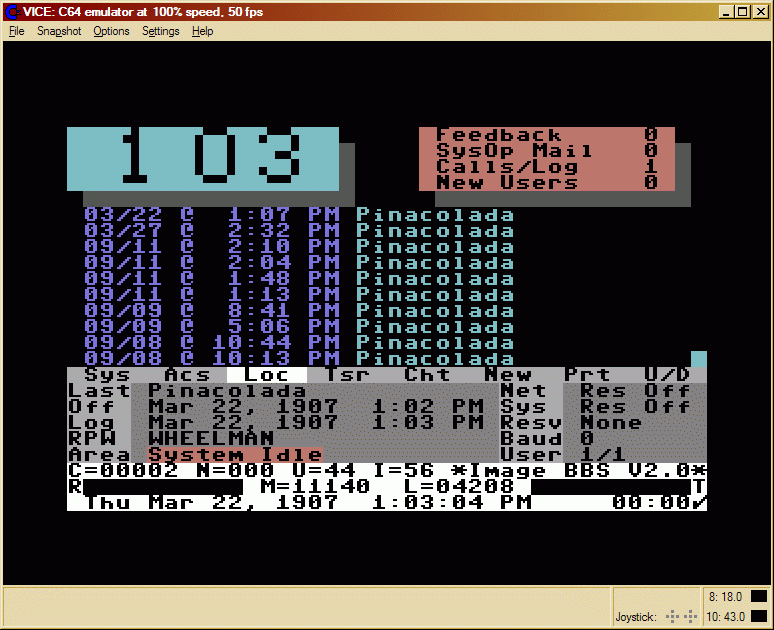 VICE: C64 emulator at 100% speed, 50 fps
File Snapshot Options Settings Help
1 03
Feedback 0
SysOp Mail 0
Calls/Log 1
New Users 0
03/22 @ 1:07 PM Pinacolada
03/27 @ 2:32 PM Pinacolada
09/11 @ 2:10 PM Pinacolada
09/11 @ 2:04 PM Pinacolada
09/11 @ 1:48 PM Pinacolada
09/11 @ 1:13 PM Pinacolada
09/09 @ 8:41 PM Pinacolada
09/09 @ 5:06 PM Pinacolada
09/08 @ 10:44 PM Pinacolada
09/08 @ 10:13 PM Pinacolada
Sys Acs Loc Tsr Cht New Prt U/D
Last Pinacolada Net Res Off
Off Mar 22, 1907 1:02 PM Sys Res Off
Log Mar 22, 1907 1:03 PM Resv None
RPW WHEELMAN Baud 0
Area System Idle User 1/1
C=00002 N=000 U=44 I=56 *Image BBS V2.0*
R M=11140 L=04208 T
Thu Mar 22, 1907 1:03:04 PM 00:00✓
8: 18.0
Joystick: 10: 43.0